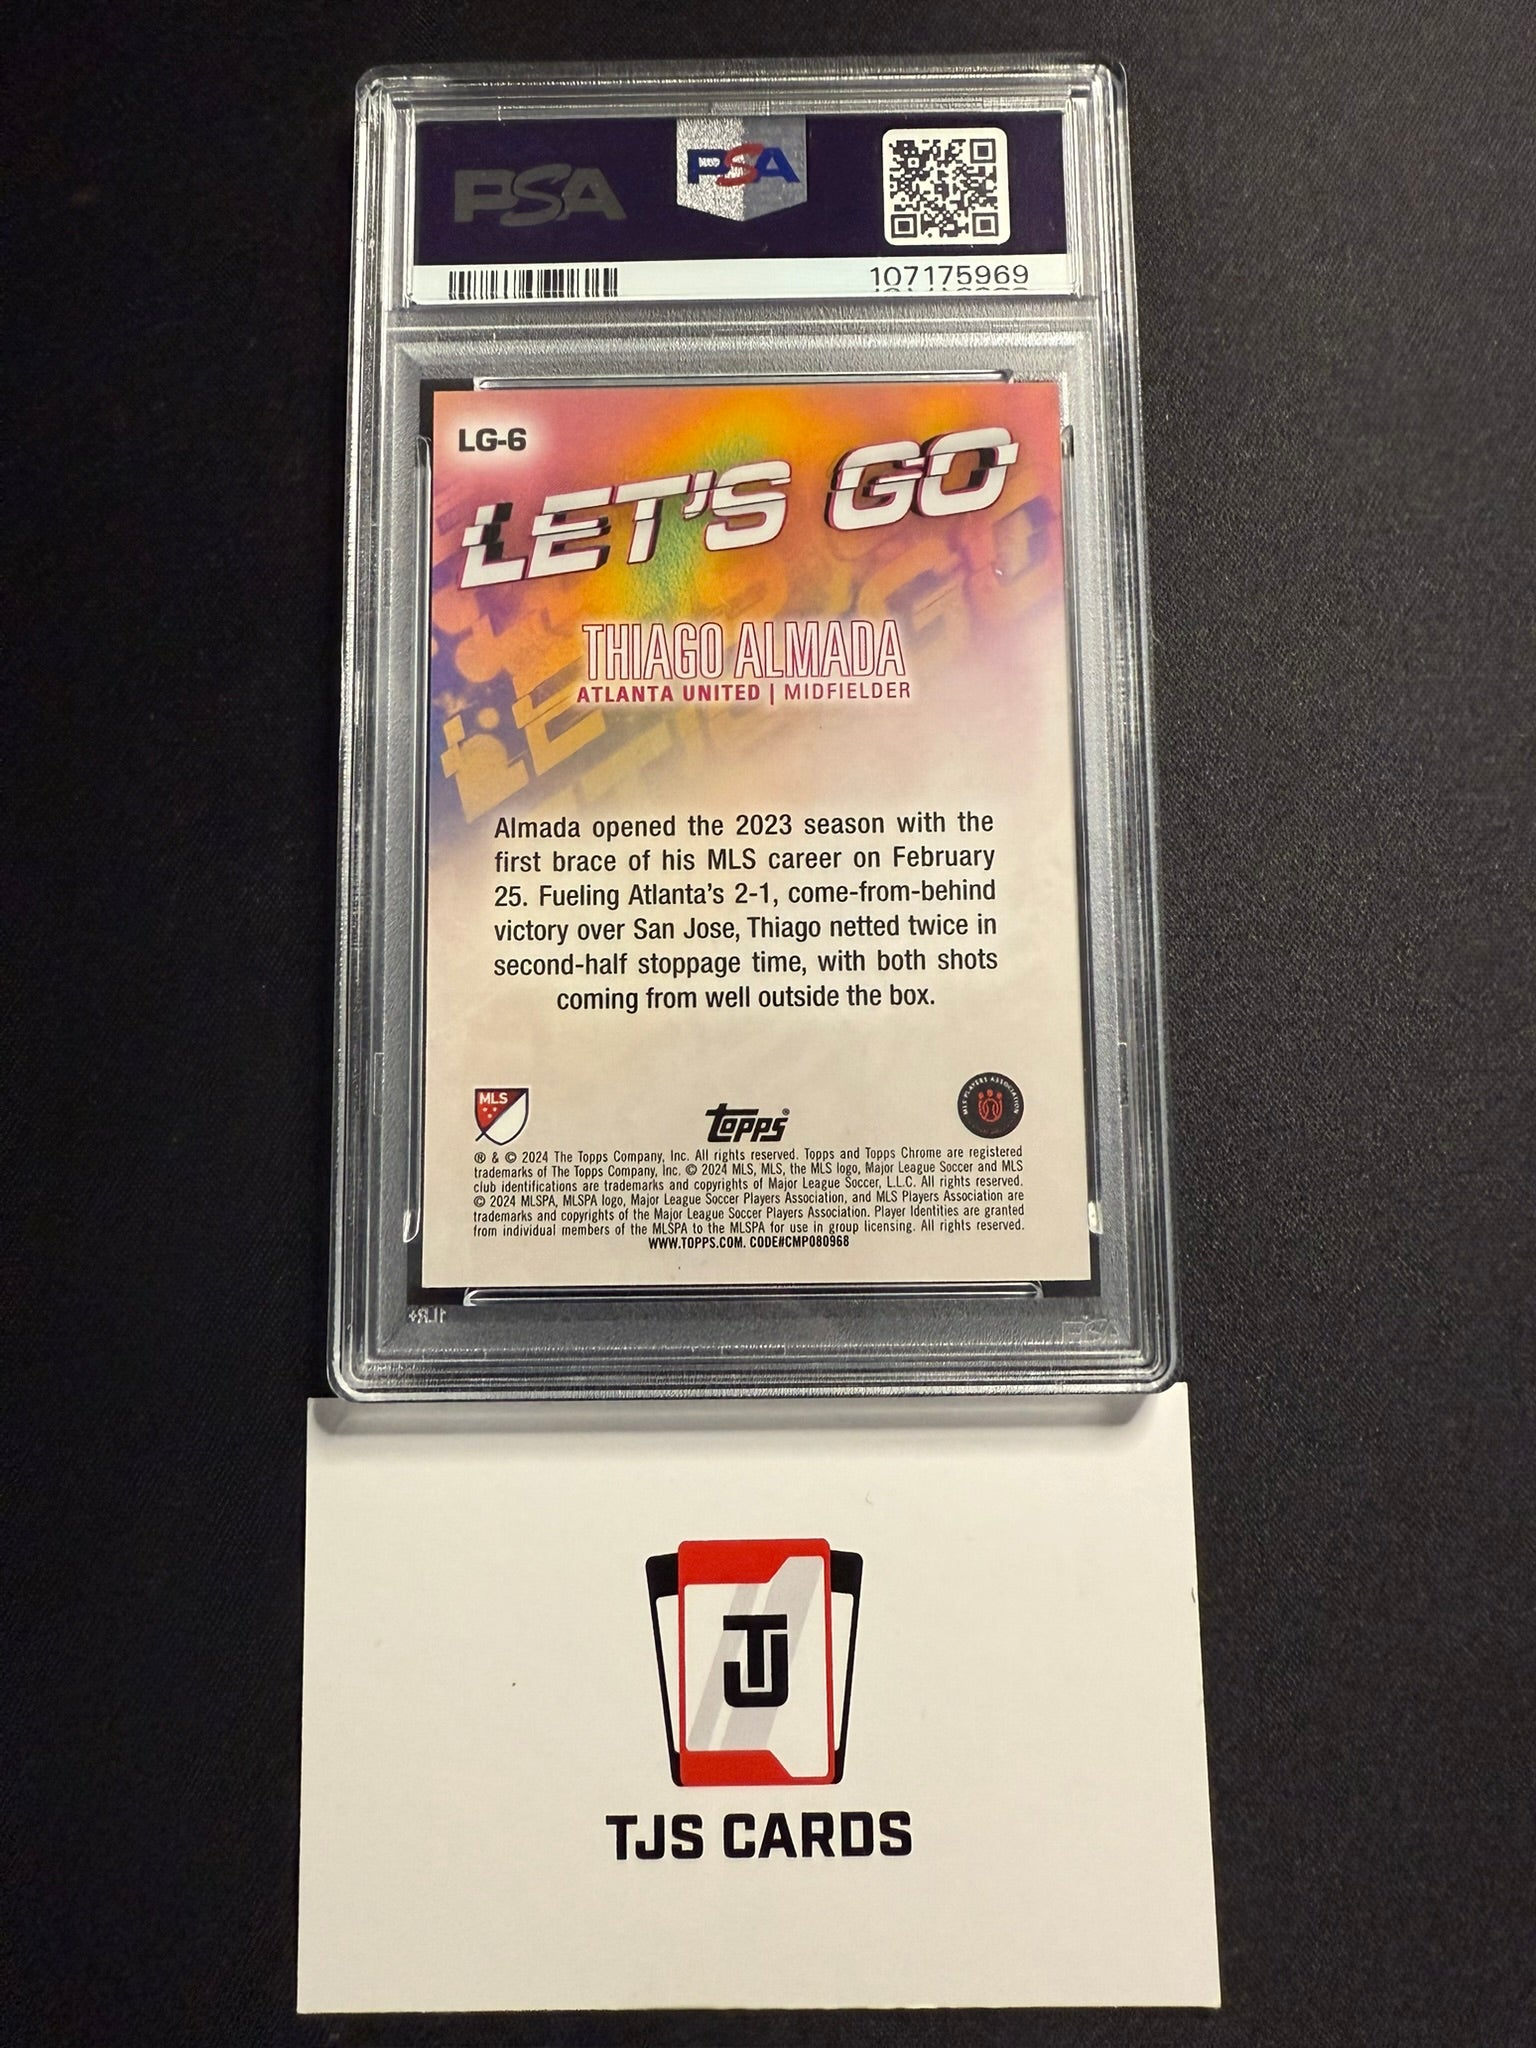 PSA
PSA
107175969
LG-6
LET'S GO
THIAGO ALMADA
ATLANTA UNITED | MIDFIELDER
Almada opened the 2023 season with the
first brace of his MLS career on February
25. Fueling Atlanta's 2-1, come-from-behind
victory over San Jose, Thiago netted twice in
second-half stoppage time, with both shots
coming from well outside the box.
MLS
topps®
MLS PLAYERS ASSOCIATION
® & © 2024 The Topps Company, Inc. All rights reserved. Topps and Topps Chrome are registered
trademarks of The Topps Company, Inc. © 2024 MLS, MLS, the MLS logo, Major League Soccer and MLS
club identifications are trademarks and copyrights of Major League Soccer, L.L.C. All rights reserved.
© 2024 MLSPA, MLSPA logo, Major League Soccer Players Association, and MLS Players Association are
trademarks and copyrights of the Major League Soccer Players Association. Player Identities are granted
from individual members of the MLSPA to the MLSPA for use in group licensing. All rights reserved.
WWW.TOPPS.COM. CODE#CMP080968
PSA
TJ
TJS CARDS